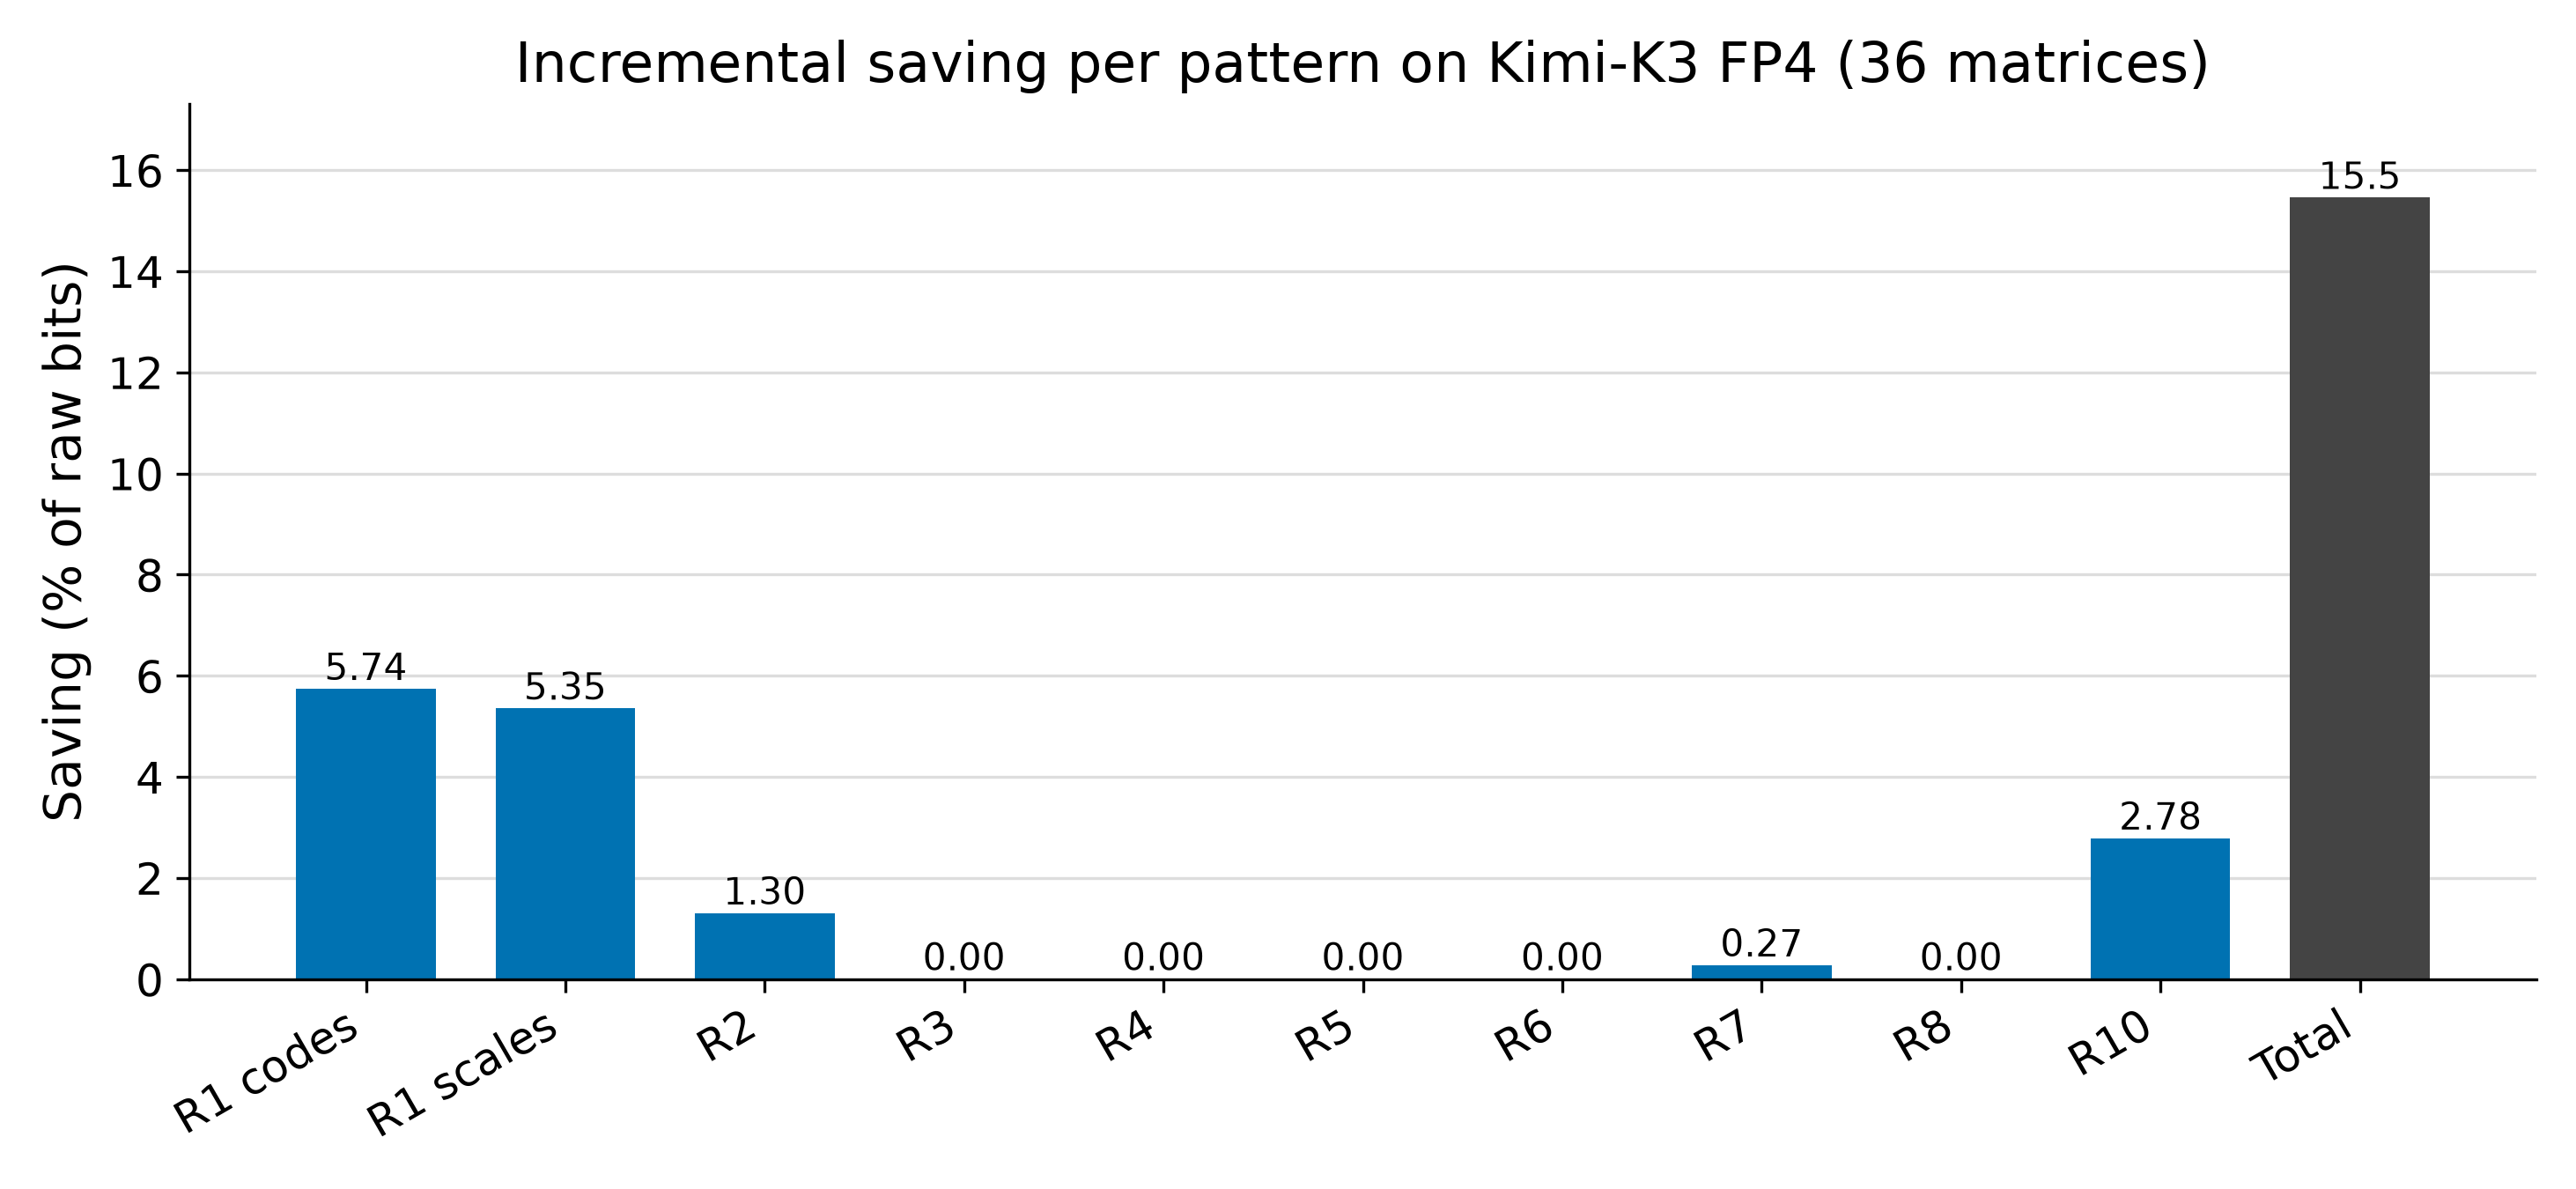 Incremental saving per pattern on Kimi-K3 FP4 (36 matrices)
Saving (% of raw bits)
16
14
12
10
8
6
4
2
0
5.74
5.35
1.30
0.00
0.00
0.00
0.00
0.27
0.00
2.78
15.5
R1 codes
R1 scales
R2
R3
R4
R5
R6
R7
R8
R10
Total